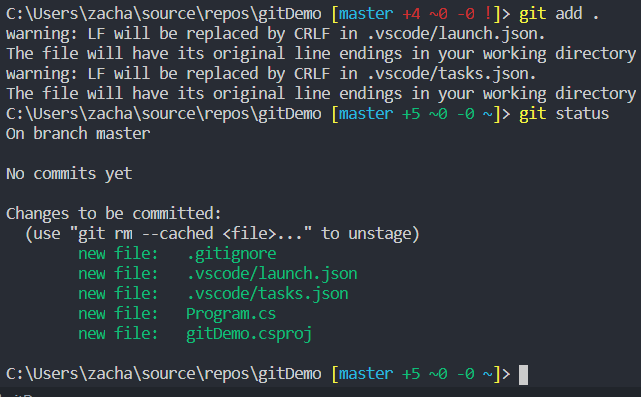 C:\Users\zacha\source\repos\gitDemo [master +4 ~0 -0 !]> git add .
warning: LF will be replaced by CRLF in .vscode/launch.json.
The file will have its original line endings in your working directory
warning: LF will be replaced by CRLF in .vscode/tasks.json.
The file will have its original line endings in your working directory
C:\Users\zacha\source\repos\gitDemo [master +5 ~0 -0 ~]> git status
On branch master
No commits yet
Changes to be committed:
(use "git rm --cached <file>..." to unstage)
new file: .gitignore
new file: .vscode/launch.json
new file: .vscode/tasks.json
new file: Program.cs
new file: gitDemo.csproj
C:\Users\zacha\source\repos\gitDemo [master +5 ~0 -0 ~]>